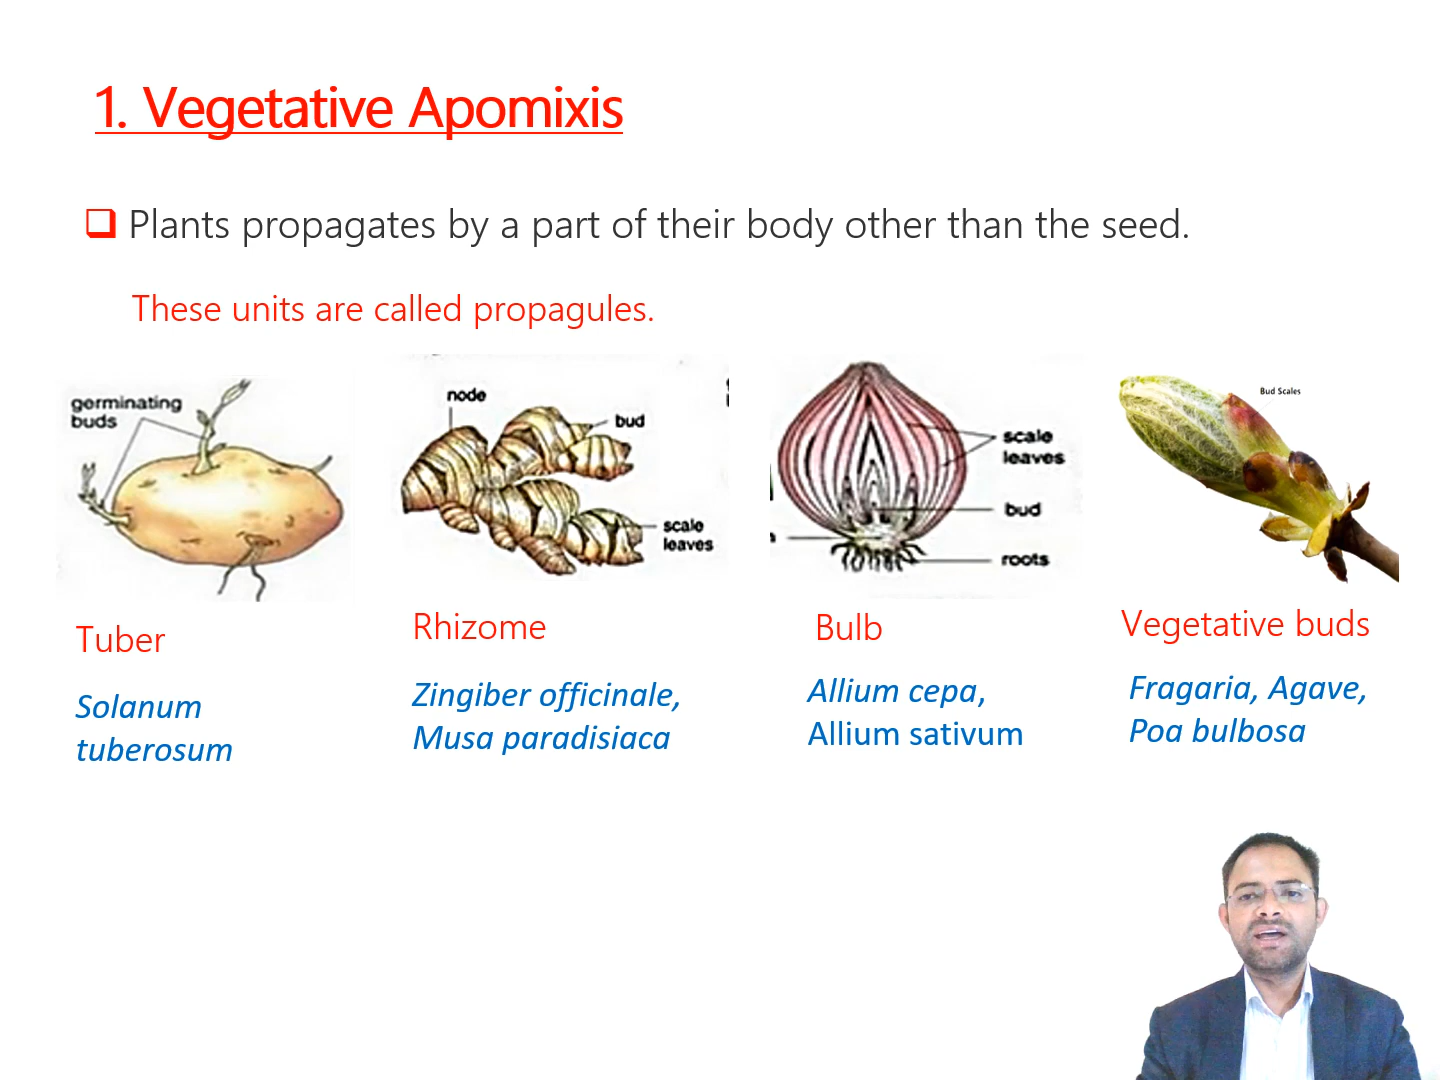 1. Vegetative Apomixis
Plants propagates by a part of their body other than the seed.
These units are called propagules.
germinating
buds
node
bud
scale
leaves
scale
leaves
bud
roots
Bud Scales
Tuber
Rhizome
Bulb
Vegetative buds
Solanum
tuberosum
Zingiber officinale,
Musa paradisiaca
Allium cepa,
Allium sativum
Fragaria, Agave,
Poa bulbosa